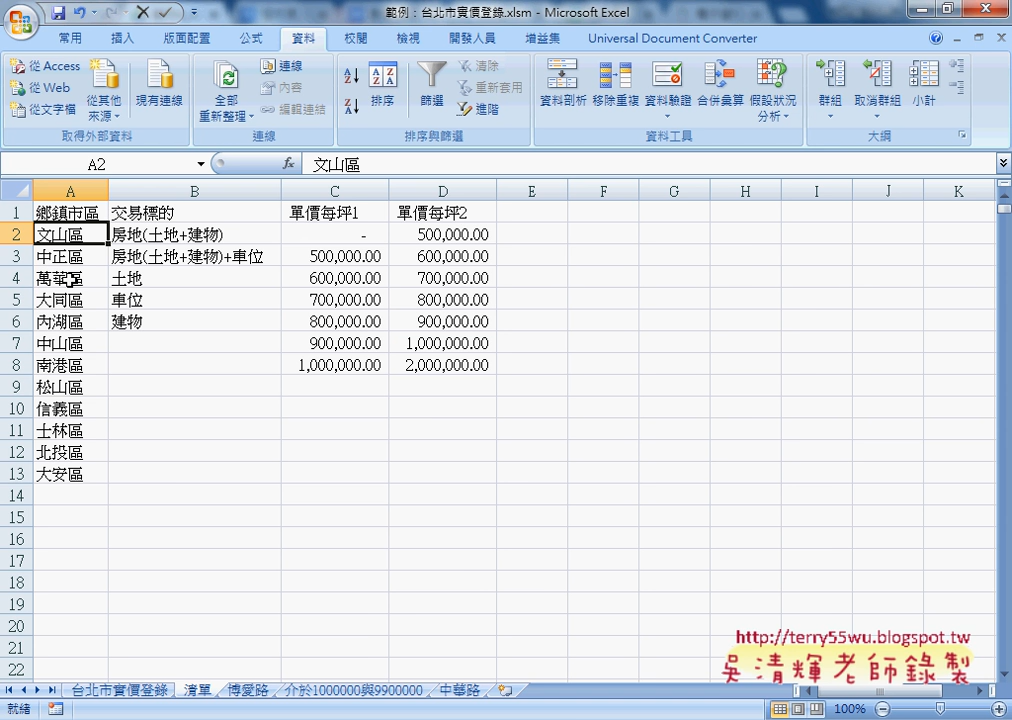 範例：台北市實價登錄.xlsm - Microsoft Excel
常用 插入 版面配置 公式 資料 校閱 檢視 開發人員 增益集 Universal Document Converter
從 Access
從 Web
從文字檔
從其他來源
現有連線
取得外部資料
全部重新整理
連線
內容
編輯連結
連線
排序
篩選
清除
重新套用
進階
排序與篩選
資料剖析 移除重複 資料驗證 合併彙算 假設狀況分析
資料工具
群組 取消群組 小計
大綱
A2 fx 文山區
A B C D E F G H I J K
1 鄉鎮市區 交易標的 單價每坪1 單價每坪2
2 文山區 房地(土地+建物) - 500,000.00
3 中正區 房地(土地+建物)+車位 500,000.00 600,000.00
4 萬華區 土地 600,000.00 700,000.00
5 大同區 車位 700,000.00 800,000.00
6 內湖區 建物 800,000.00 900,000.00
7 中山區 900,000.00 1,000,000.00
8 南港區 1,000,000.00 2,000,000.00
9 松山區
10 信義區
11 士林區
12 北投區
13 大安區
14
15
16
17
18
19
20
21
22
http://terry55wu.blogspot.tw
吳清輝老師錄製
台北市實價登錄 清單 博愛路 介於1000000與9900000 中華路
就緒 100%